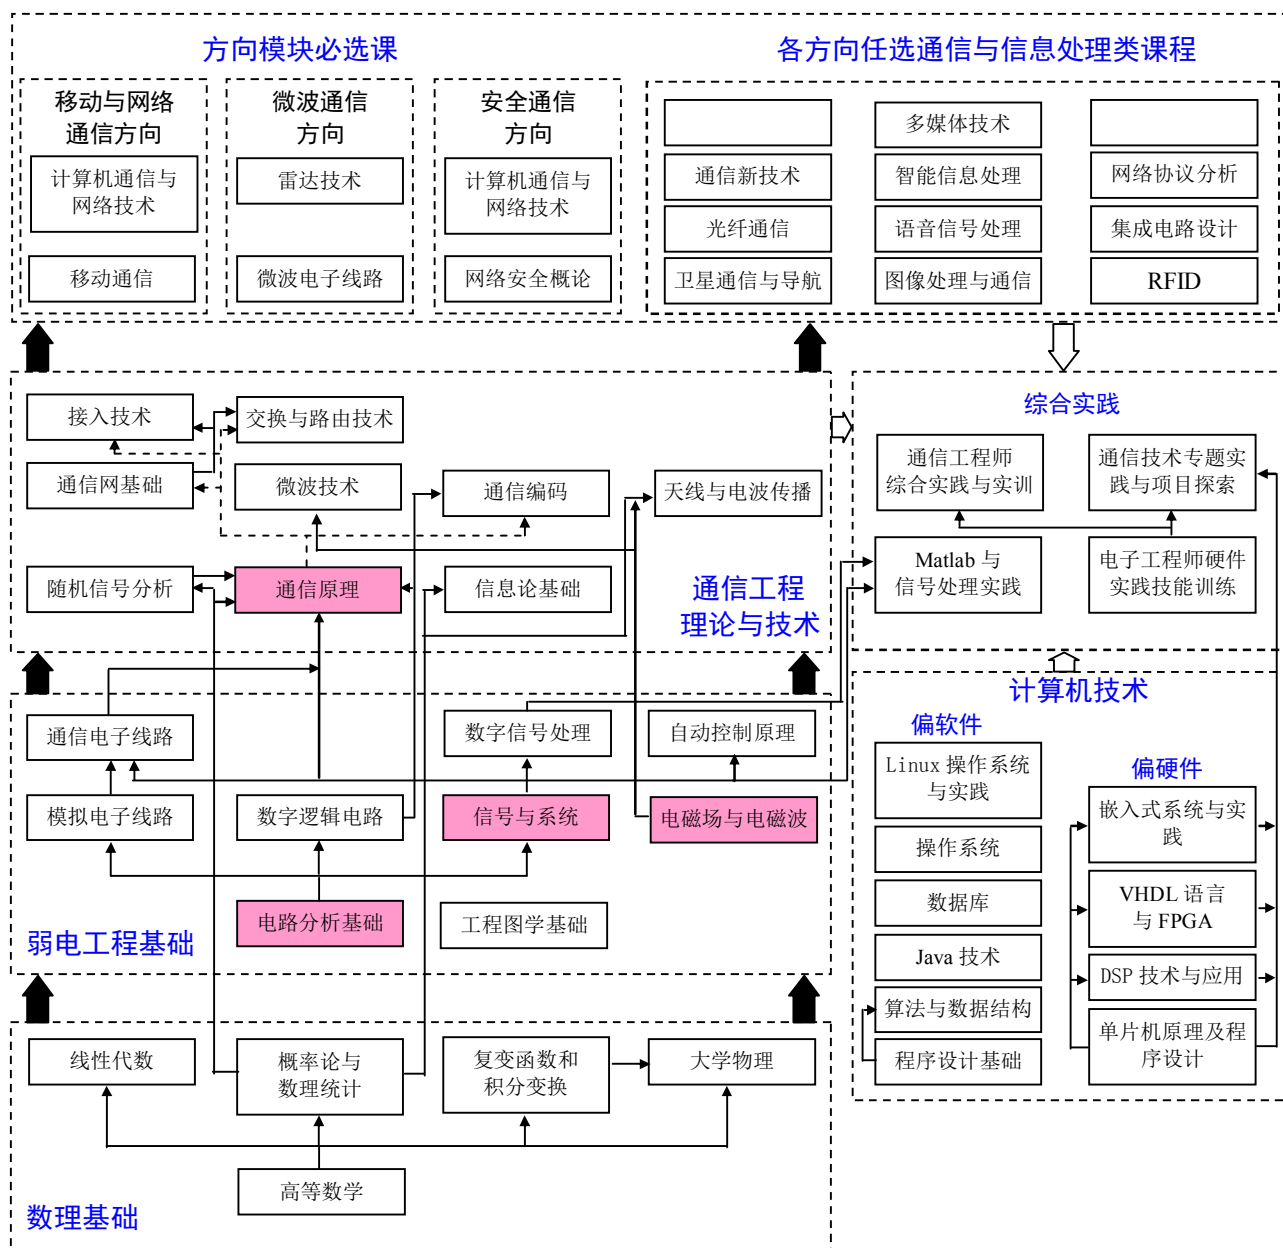 方向模块必选课
各方向任选通信与信息处理类课程
移动与网络
通信方向
计算机通信与
网络技术
移动通信
微波通信
方向
雷达技术
微波电子线路
安全通信
方向
计算机通信与
网络技术
网络安全概论
多媒体技术
通信新技术
智能信息处理
网络协议分析
光纤通信
语音信号处理
集成电路设计
卫星通信与导航
图像处理与通信
RFID
接入技术
交换与路由技术
通信网基础
微波技术
通信编码
天线与电波传播
随机信号分析
通信原理
信息论基础
通信工程
理论与技术
综合实践
通信工程师
综合实践与实训
通信技术专题实
践与项目探索
Matlab 与
信号处理实践
电子工程师硬件
实践技能训练
通信电子线路
数字信号处理
自动控制原理
模拟电子线路
数字逻辑电路
信号与系统
电磁场与电磁波
电路分析基础
工程图学基础
弱电工程基础
计算机技术
偏软件
Linux 操作系统
与实践
操作系统
数据库
Java 技术
算法与数据结构
程序设计基础
偏硬件
嵌入式系统与实
践
VHDL 语言
与 FPGA
DSP 技术与应用
单片机原理及程
序设计
线性代数
概率论与
数理统计
复变函数和
积分变换
大学物理
高等数学
数理基础